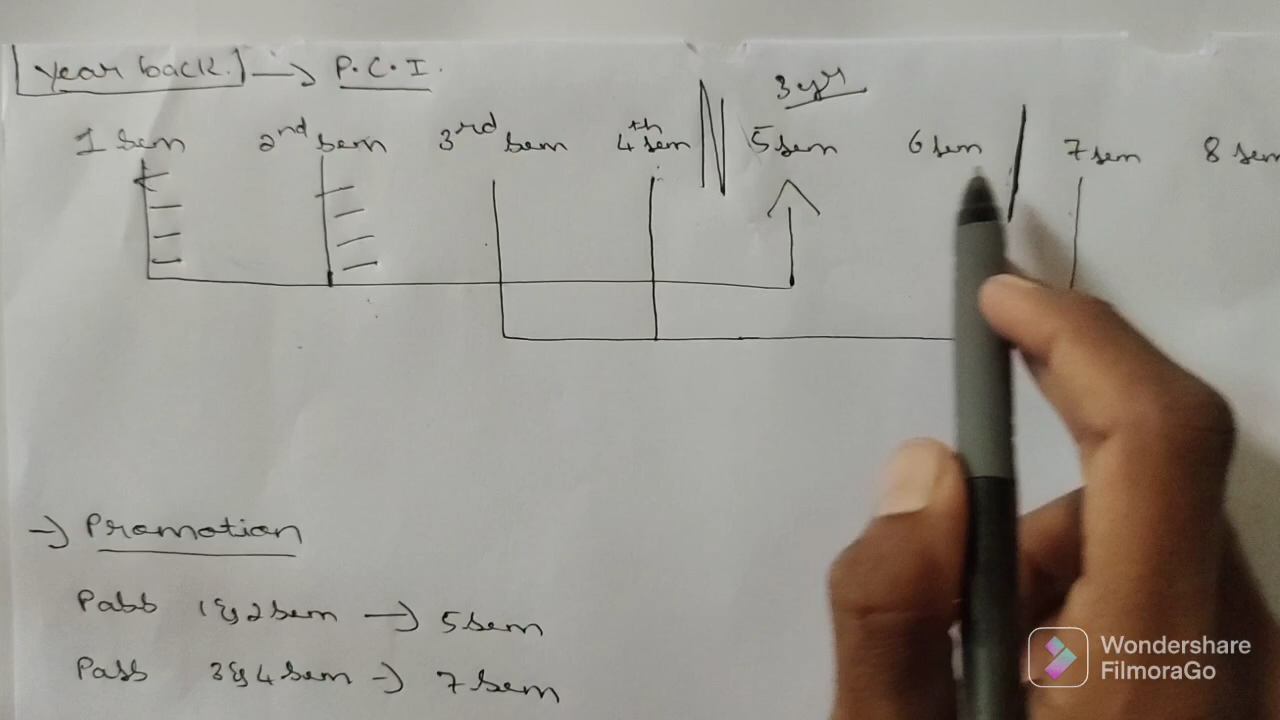 Year back. → P.C.I.
3 yr
1 sem 2nd sem 3rd sem 4th sem 5 sem 6 sem 7 sem 8 sem
→ Promotion
Pass 1 & 2 sem → 5 sem
Pass 3 & 4 sem → 7 sem
Wondershare
FilmoraGo